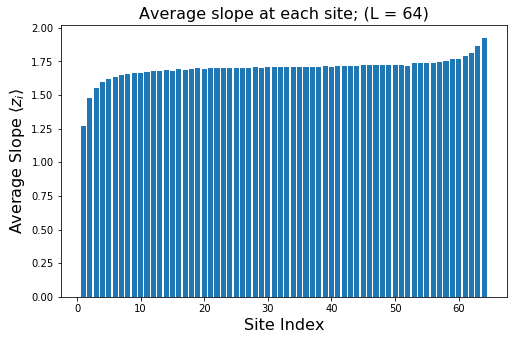 Average slope at each site; (L = 64)
2.00
1.75
1.50
1.25
1.00
0.75
0.50
0.25
0.00
Average Slope ⟨z_i⟩
0 10 20 30 40 50 60
Site Index